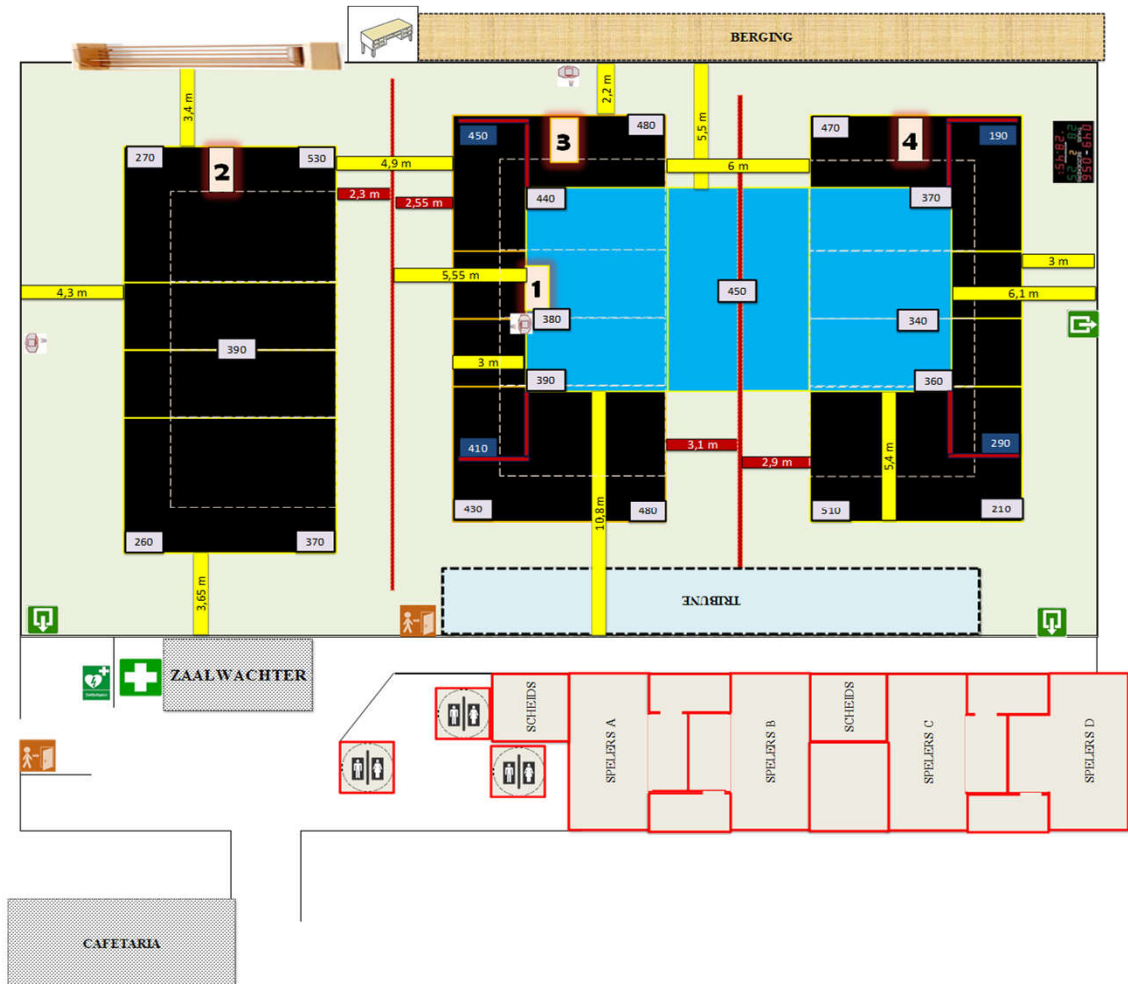 BERGING
3,4 m
2,2 m
5,5 m
450
3
480
470
4
190
270
2
530
4,9 m
6 m
2,3 m
2,55 m
440
370
5,55 m
3 m
4,3 m
1
450
6,1 m
380
340
390
3 m
390
360
410
3,1 m
2,9 m
5,4 m
290
430
10,8 m
480
510
210
260
370
3,65 m
TRIBUNE
ZAALWACHTER
SCHEIDS
SPELERS A
SPELERS B
SCHEIDS
SPELERS C
SPELERS D
CAFETARIA